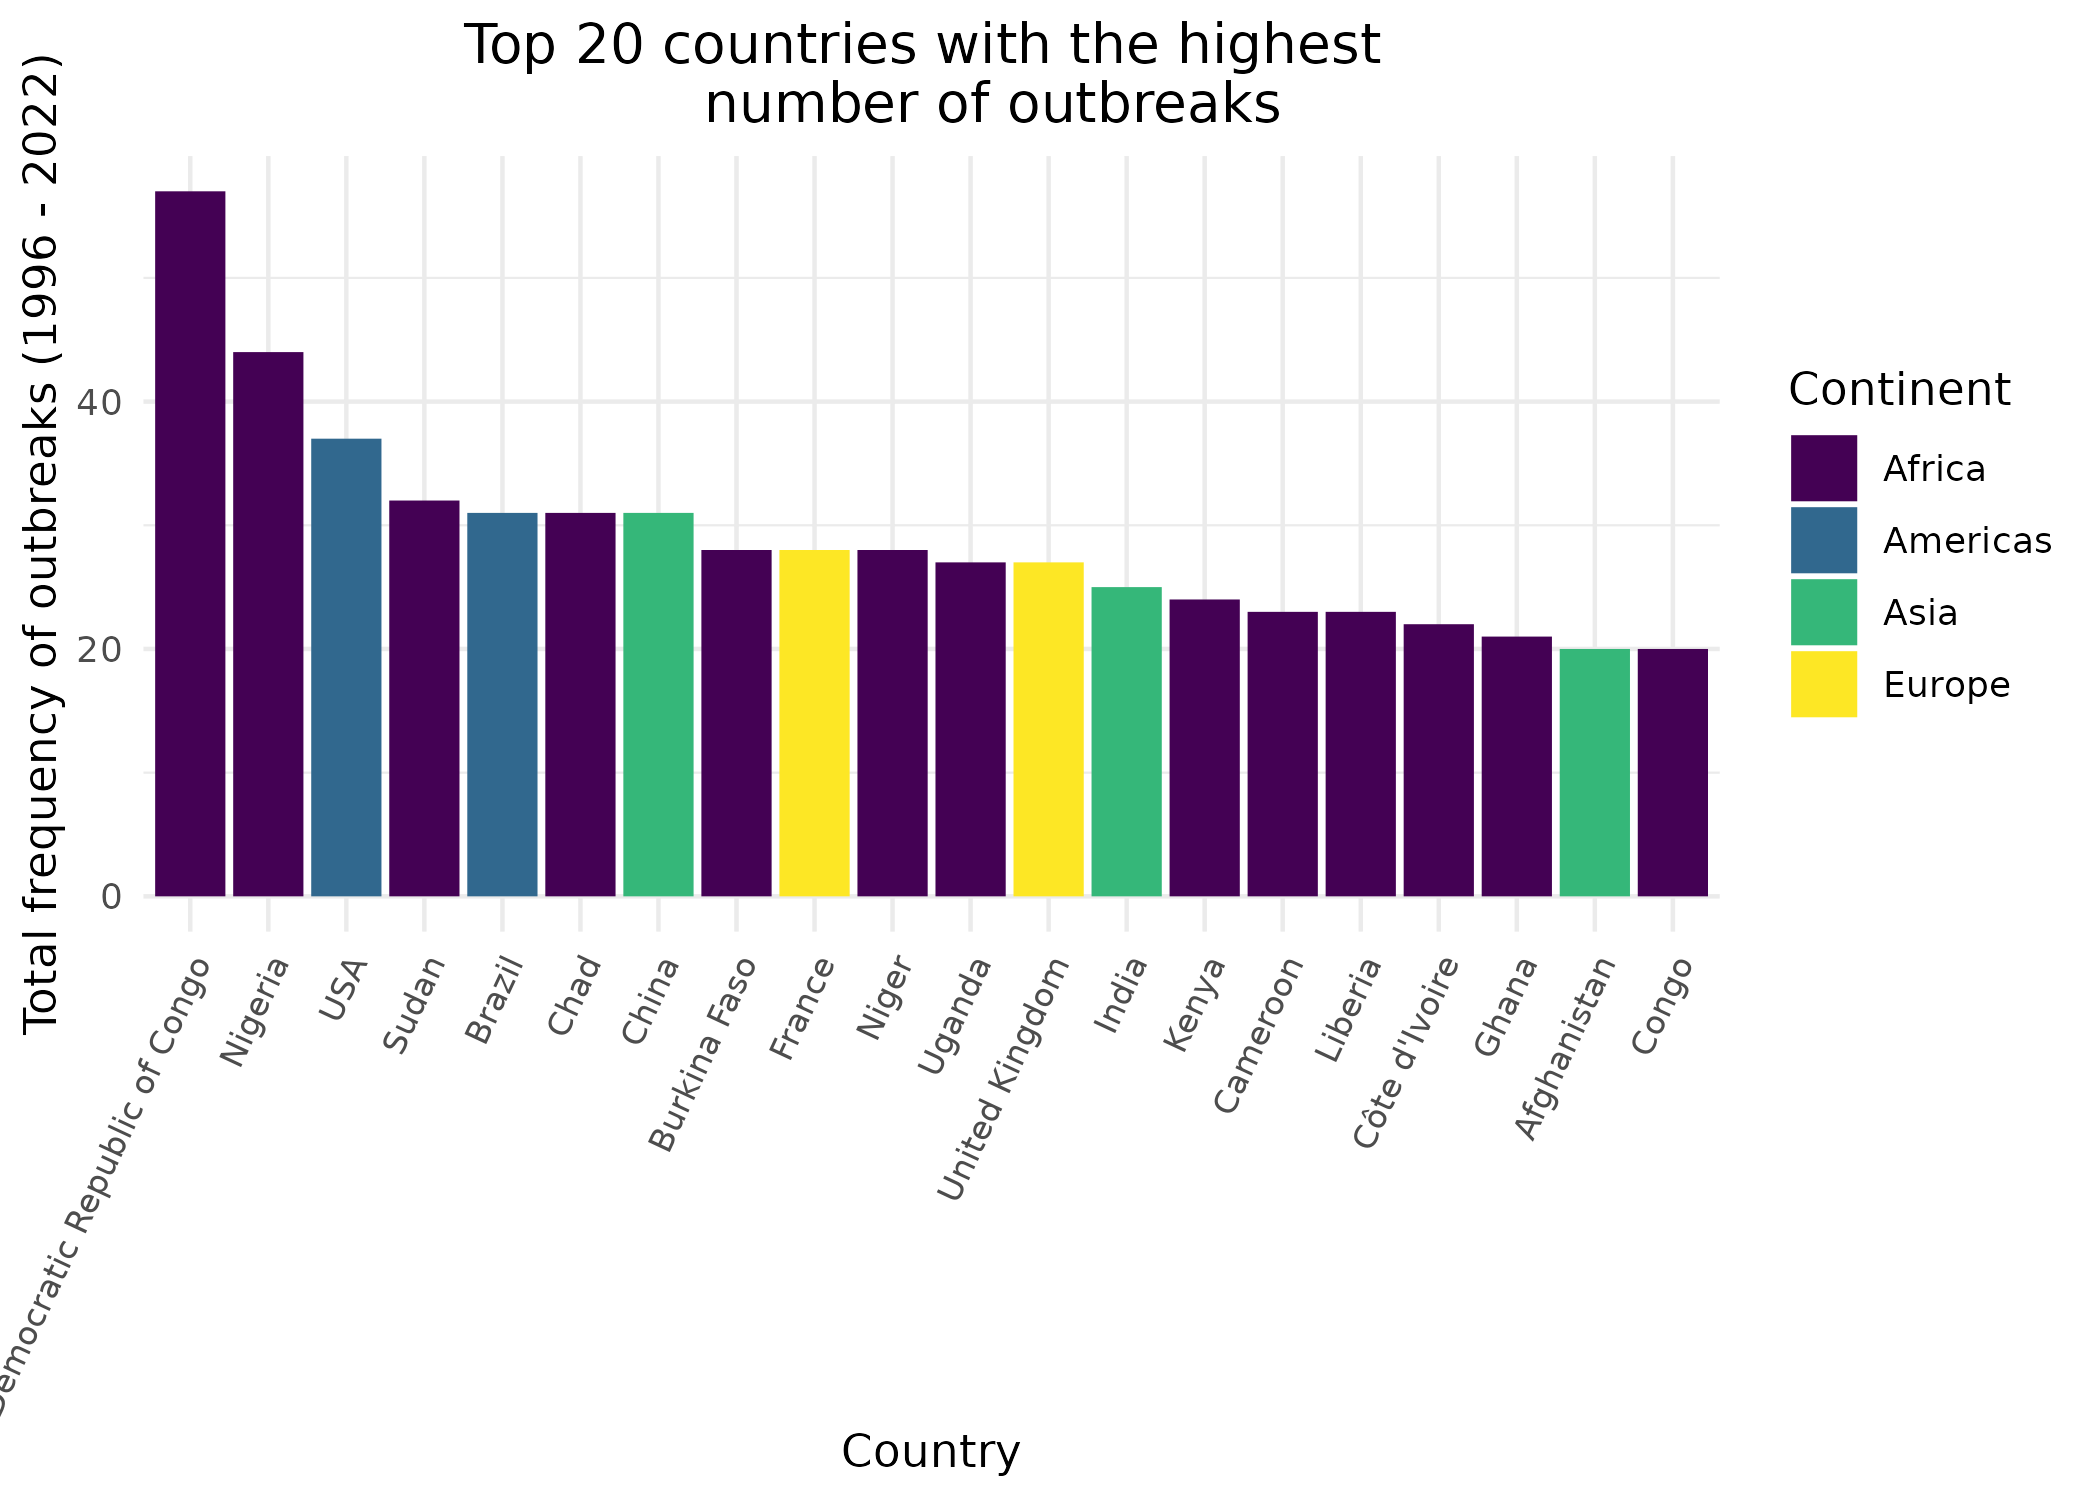 Top 20 countries with the highest
number of outbreaks
Total frequency of outbreaks (1996 - 2022)
40
20
0
Democratic Republic of Congo
Nigeria
USA
Sudan
Brazil
Chad
China
Burkina Faso
France
Niger
Uganda
United Kingdom
India
Kenya
Cameroon
Liberia
Côte d'Ivoire
Ghana
Afghanistan
Congo
Country
Continent
Africa
Americas
Asia
Europe